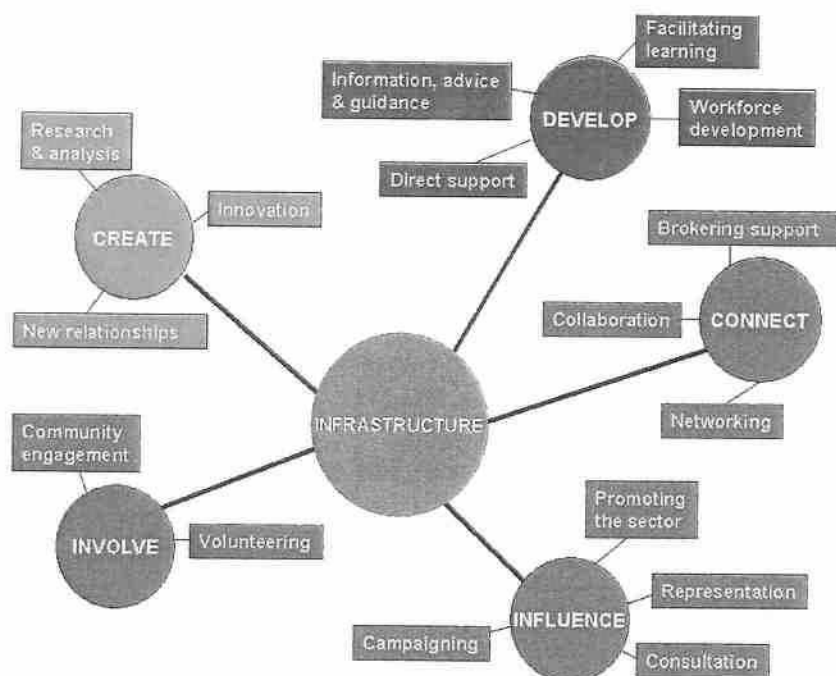 Facilitating
learning
Information, advice
& guidance
DEVELOP
Workforce
development
Direct support
Research
& analysis
Innovation
CREATE
New relationships
Brokering support
Collaboration
CONNECT
Networking
INFRASTRUCTURE
Community
engagement
INVOLVE
Volunteering
Promoting
the sector
Representation
INFLUENCE
Campaigning
Consultation